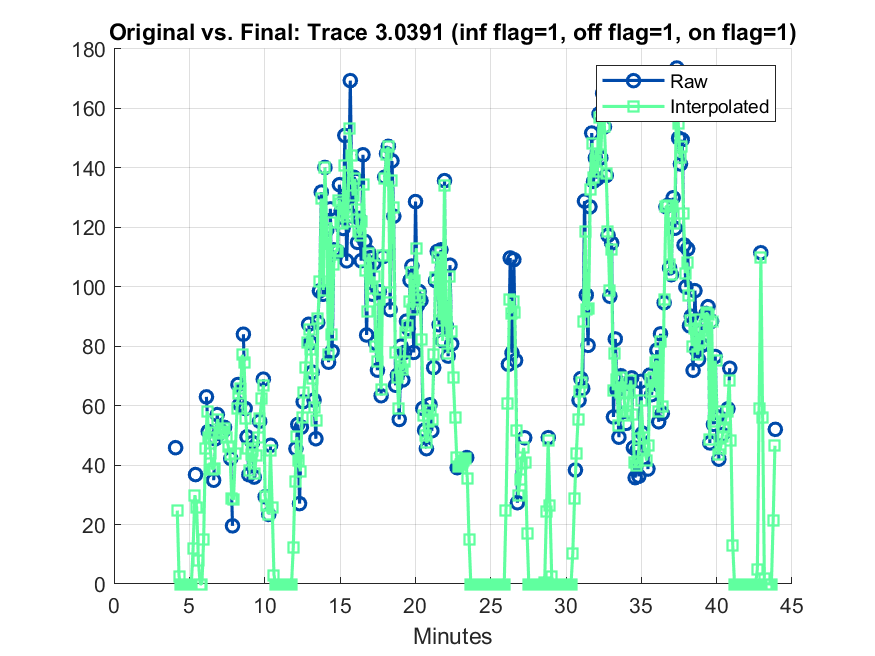 Original vs. Final: Trace 3.0391 (inf flag=1, off flag=1, on flag=1)
180
160
140
120
100
80
60
40
20
0
Raw
Interpolated
0 5 10 15 20 25 30 35 40 45
Minutes